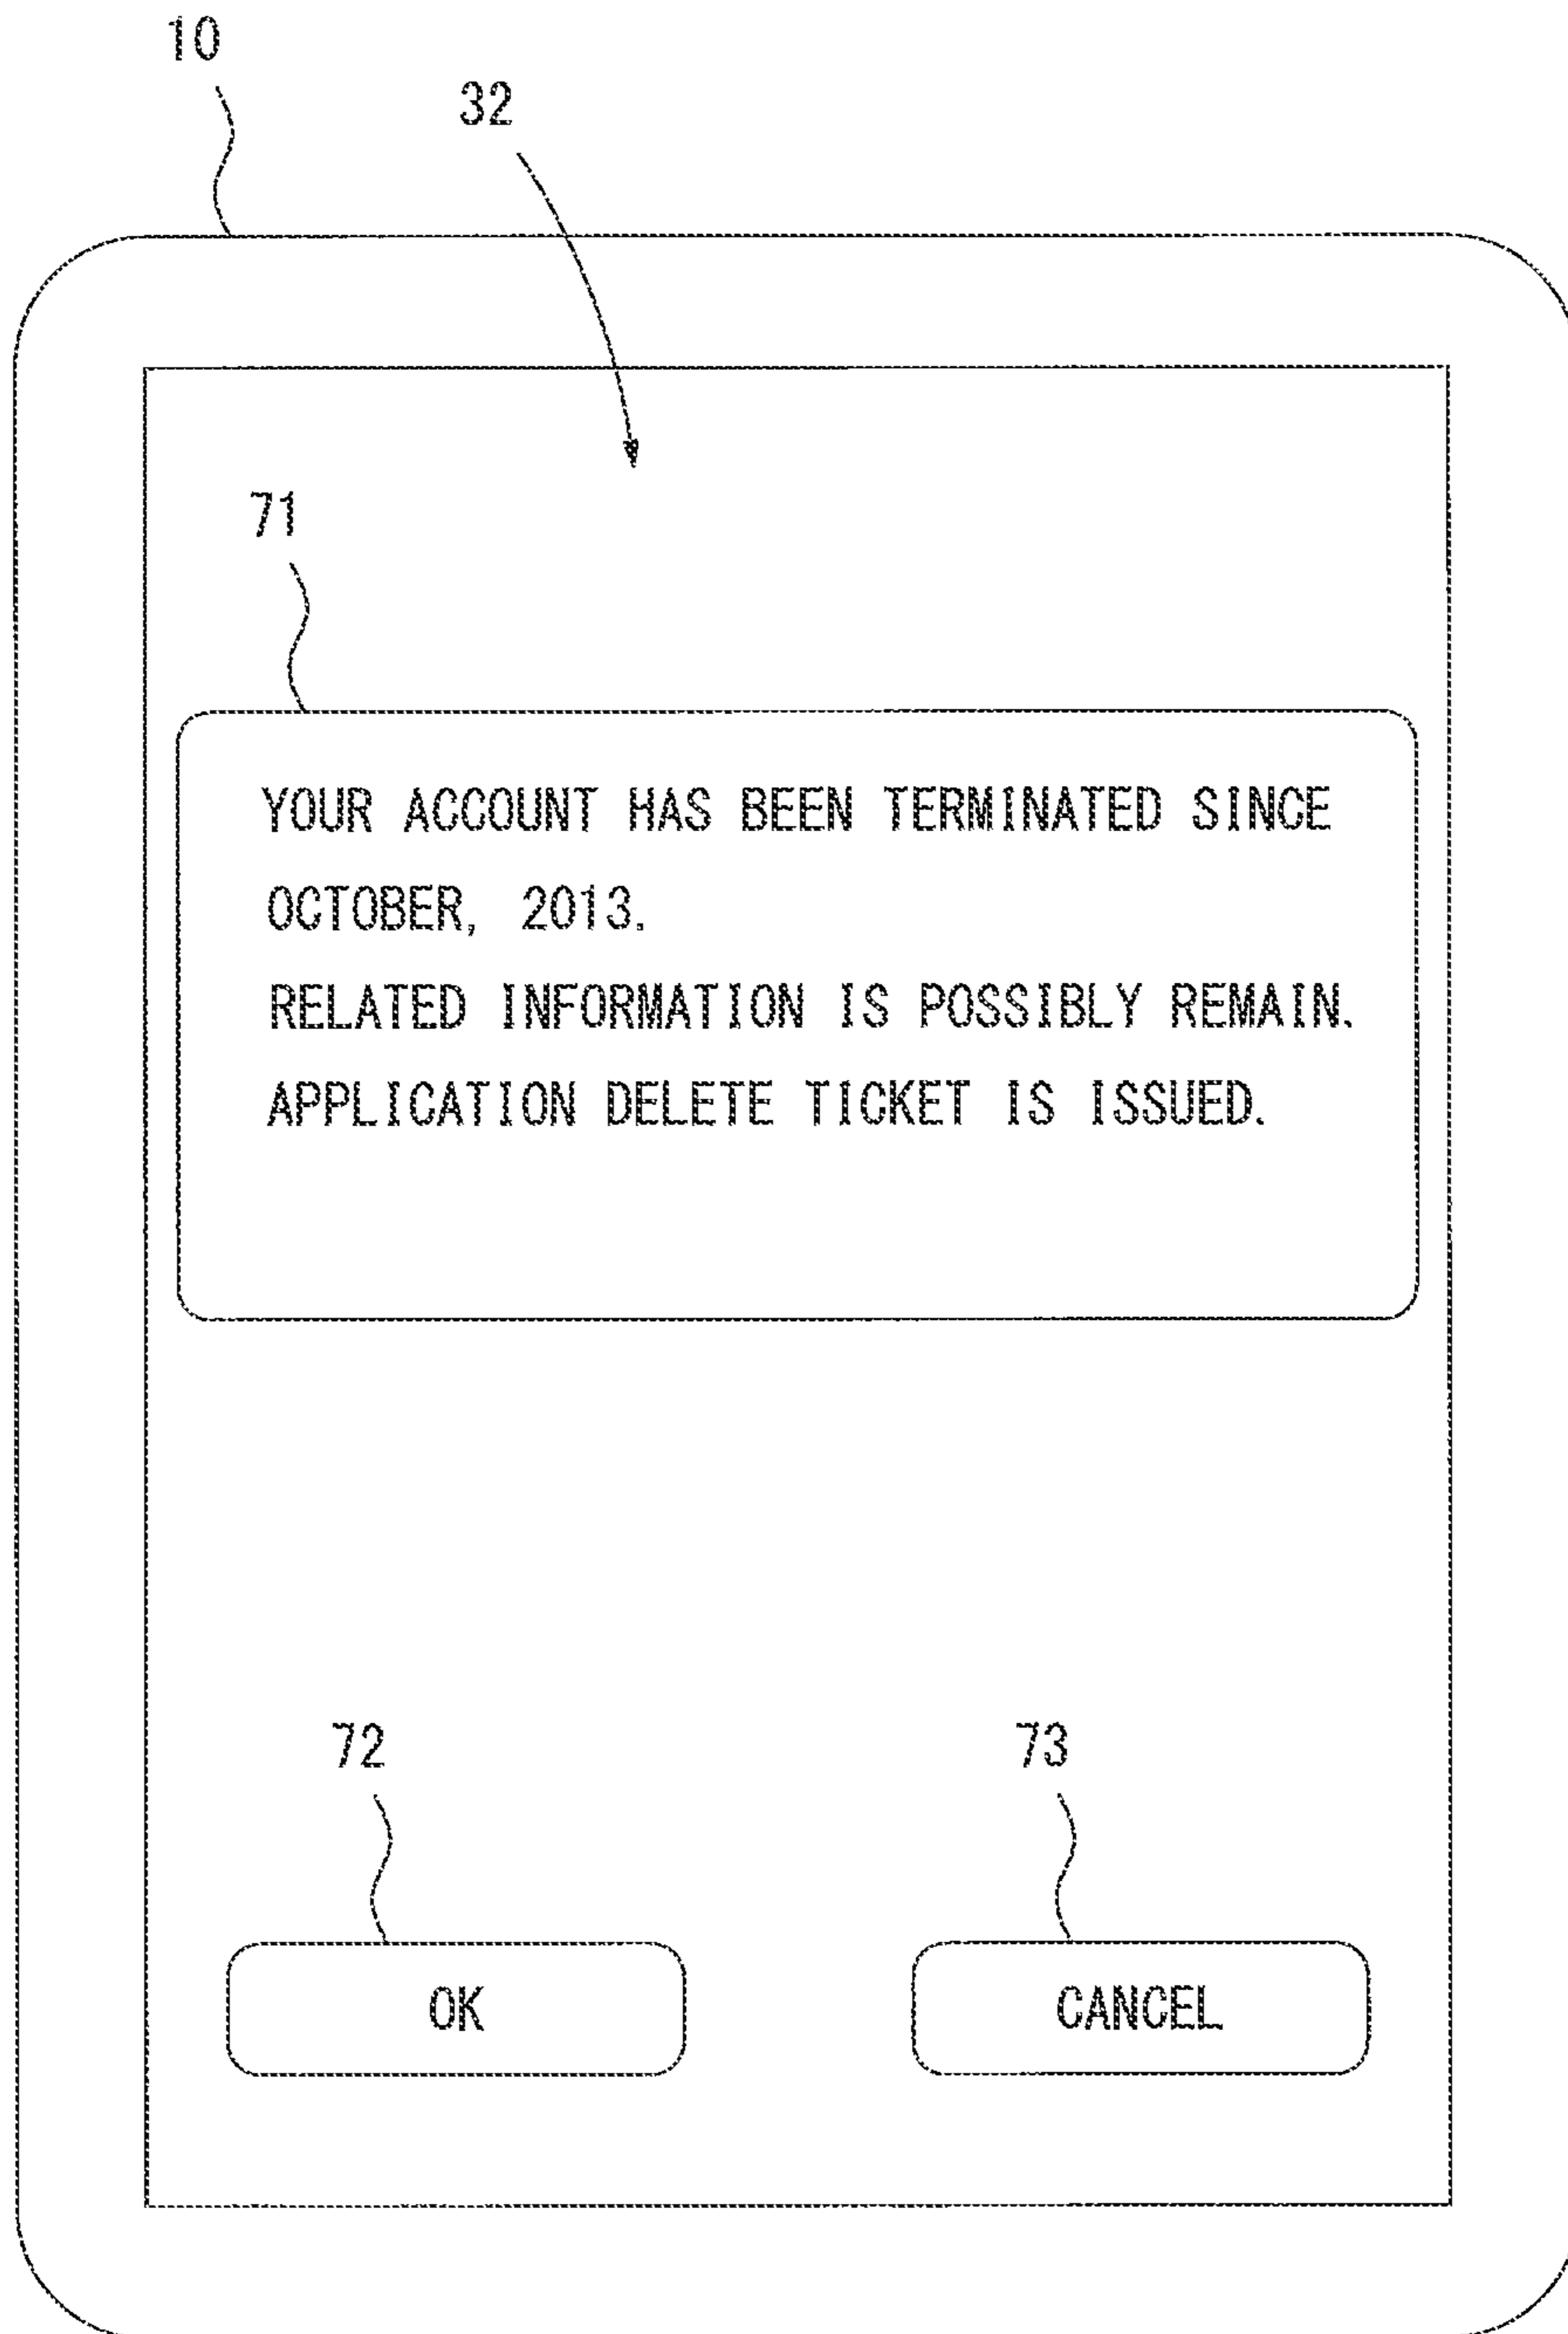 10
32
71
YOUR ACCOUNT HAS BEEN TERMINATED SINCE
OCTOBER, 2013.
RELATED INFORMATION IS POSSIBLY REMAIN.
APPLICATION DELETE TICKET IS ISSUED.
72
73
OK
CANCEL